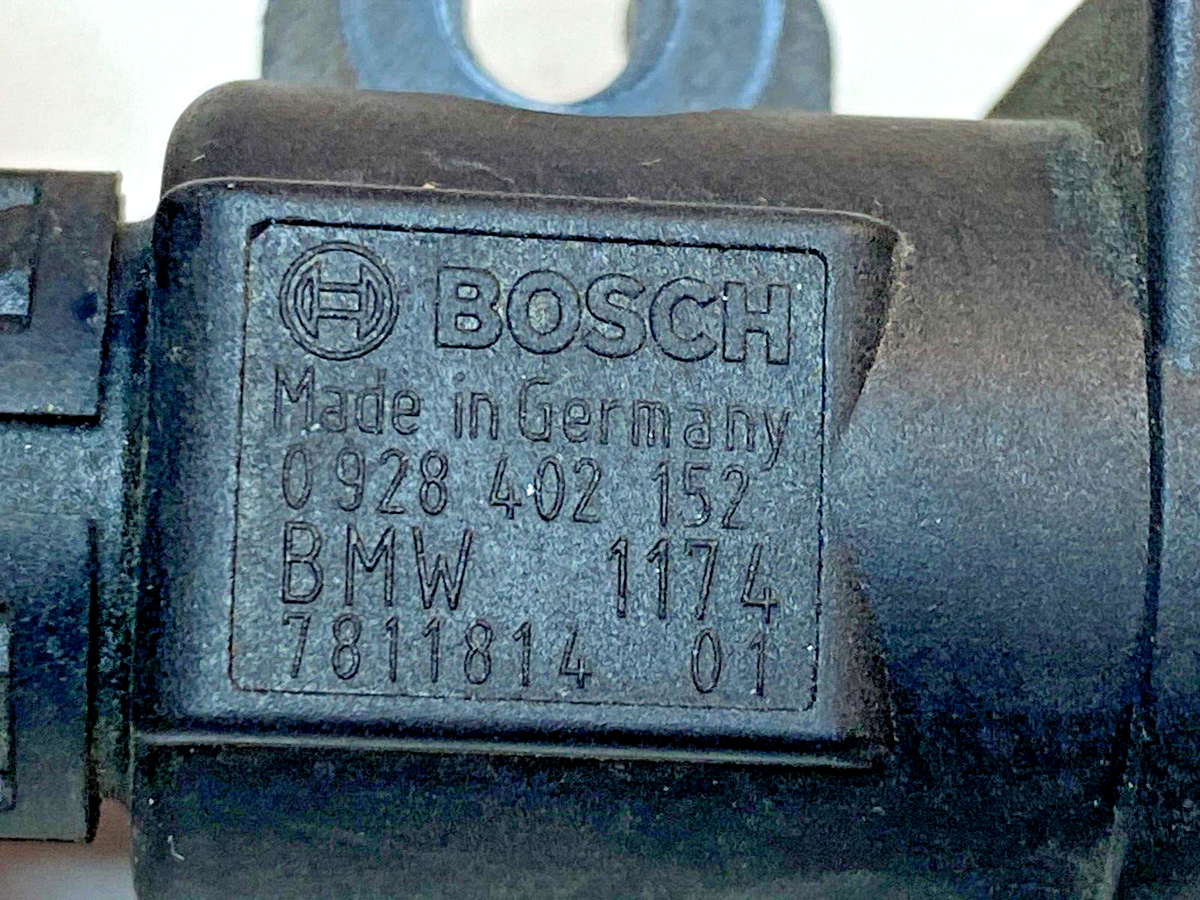 BOSCH
Made in Germany
0 928 402 152
BMW 1174
7811814 01